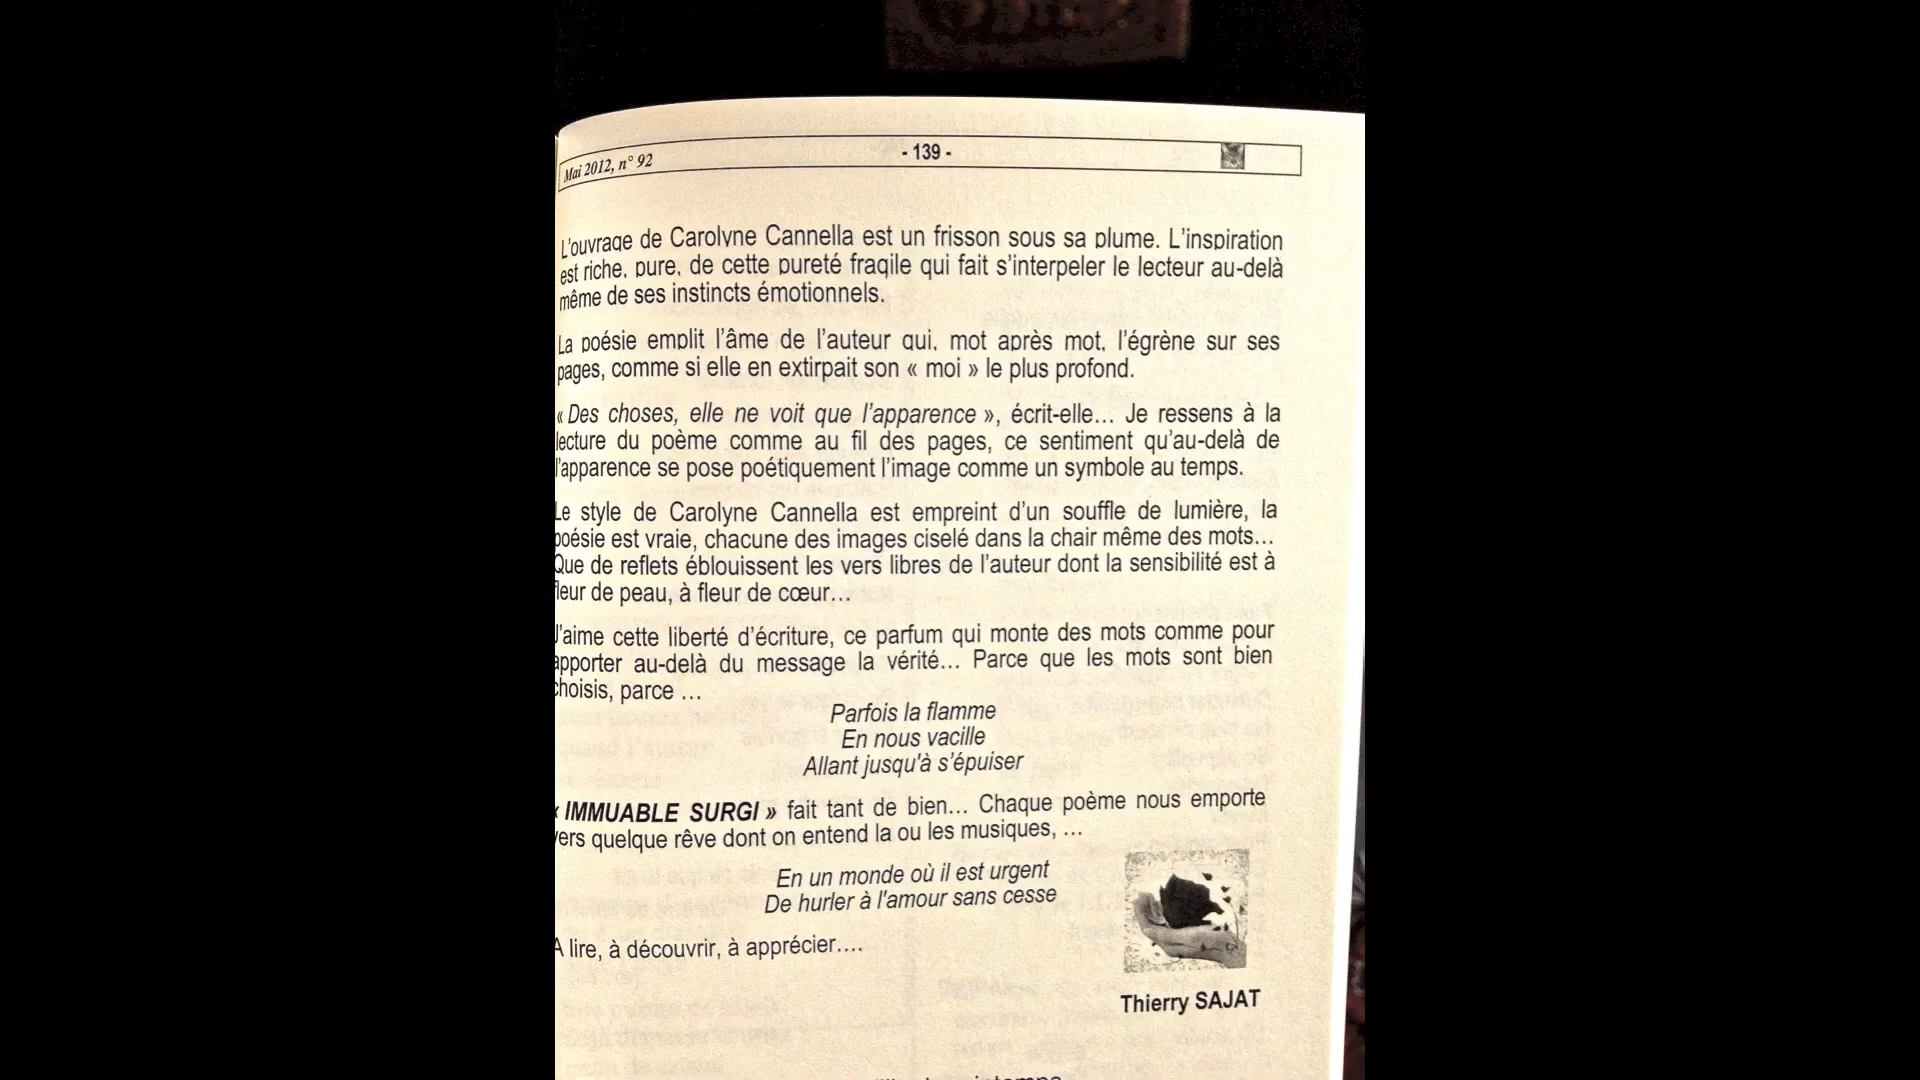 Mai 2012, n° 92
- 139 -
L'ouvrage de Carolyne Cannella est un frisson sous sa plume. L'inspiration
est riche, pure, de cette pureté fragile qui fait s'interpeler le lecteur au-delà
même de ses instincts émotionnels.
La poésie emplit l'âme de l'auteur qui, mot après mot, l'égrène sur ses
pages, comme si elle en extirpait son « moi » le plus profond.
« Des choses, elle ne voit que l'apparence », écrit-elle… Je ressens à la
lecture du poème comme au fil des pages, ce sentiment qu'au-delà de
l'apparence se pose poétiquement l'image comme un symbole au temps.
Le style de Carolyne Cannella est empreint d'un souffle de lumière, la
poésie est vraie, chacune des images ciselé dans la chair même des mots…
Que de reflets éblouissent les vers libres de l'auteur dont la sensibilité est à
fleur de peau, à fleur de cœur…
J'aime cette liberté d'écriture, ce parfum qui monte des mots comme pour
apporter au-delà du message la vérité… Parce que les mots sont bien
choisis, parce …
Parfois la flamme
En nous vacille
Allant jusqu'à s'épuiser
« IMMUABLE SURGI » fait tant de bien… Chaque poème nous emporte
vers quelque rêve dont on entend la ou les musiques, …
En un monde où il est urgent
De hurler à l'amour sans cesse
A lire, à découvrir, à apprécier….
Thierry SAJAT